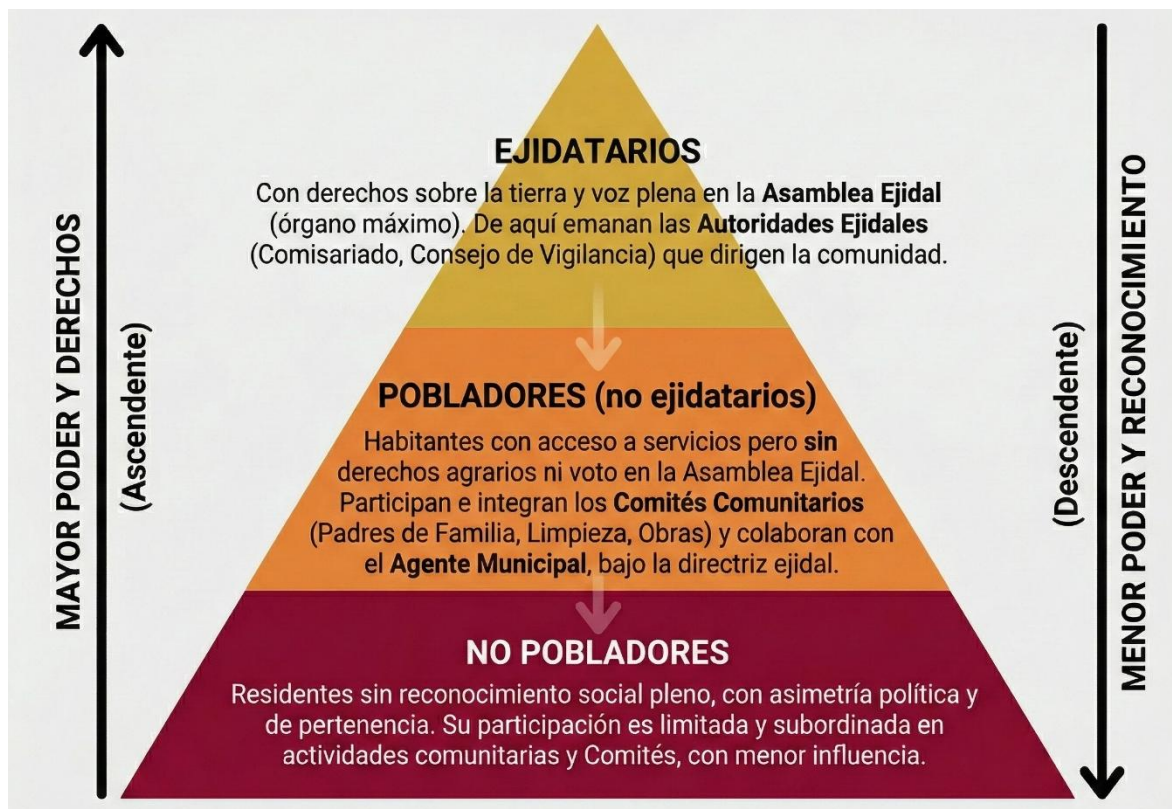 MAYOR PODER Y DERECHOS
(Ascendente)
EJIDATARIOS
Con derechos sobre la tierra y voz plena en la Asamblea Ejidal
(órgano máximo). De aquí emanan las Autoridades Ejidales
(Comisariado, Consejo de Vigilancia) que dirigen la comunidad.
POBLADORES (no ejidatarios)
Habitantes con acceso a servicios pero sin
derechos agrarios ni voto en la Asamblea Ejidal.
Participan e integran los Comités Comunitarios
(Padres de Familia, Limpieza, Obras) y colaboran con
el Agente Municipal, bajo la directriz ejidal.
NO POBLADORES
Residentes sin reconocimiento social pleno, con asimetría política y
de pertenencia. Su participación es limitada y subordinada en
actividades comunitarias y Comités, con menor influencia.
(Descendente)
MENOR PODER Y RECONOCIMIENTO